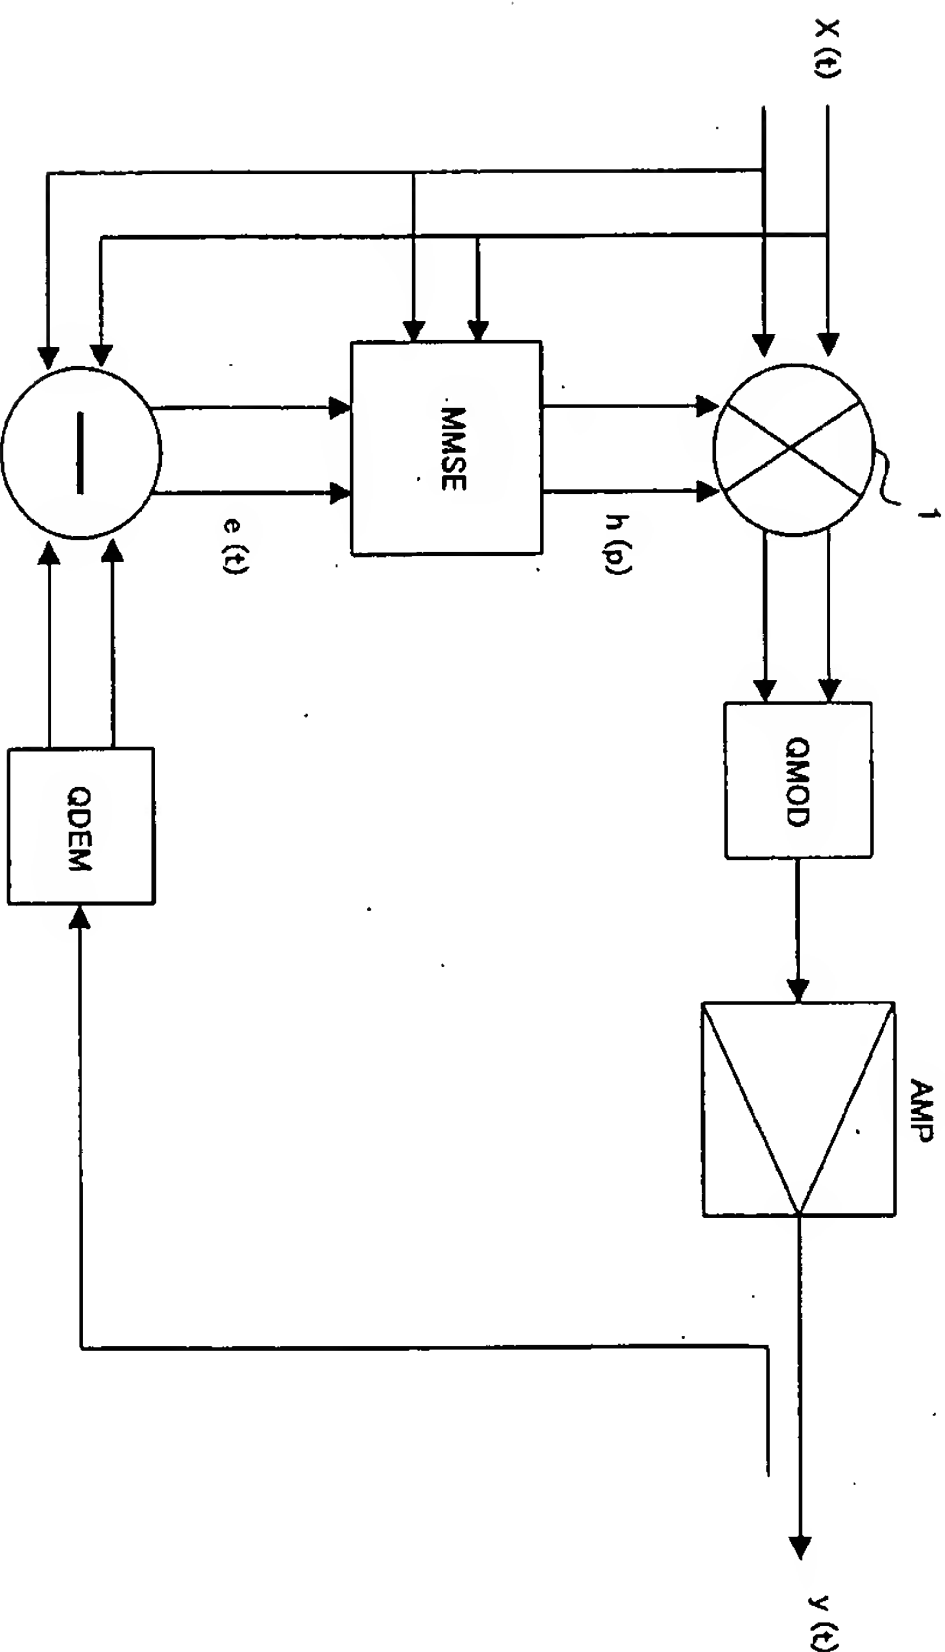 X (t)
1
QMOD
AMP
y (t)
h (p)
MMSE
e (t)
QDEM